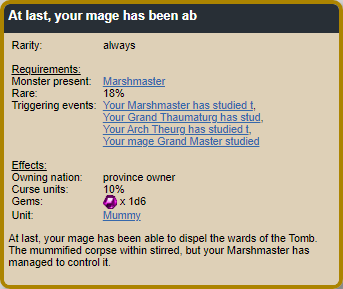 At last, your mage has been ab
Rarity: always
Requirements:
Monster present: Marshmaster
Rare: 18%
Triggering events: Your Marshmaster has studied t,
Your Grand Thaumaturg has stud,
Your Arch Theurg has studied t,
Your mage Grand Master studied
Effects:
Owning nation: province owner
Curse units: 10%
Gems: x 1d6
Unit: Mummy
At last, your mage has been able to dispel the wards of the Tomb.
The mummified corpse within stirred, but your Marshmaster has
managed to control it.